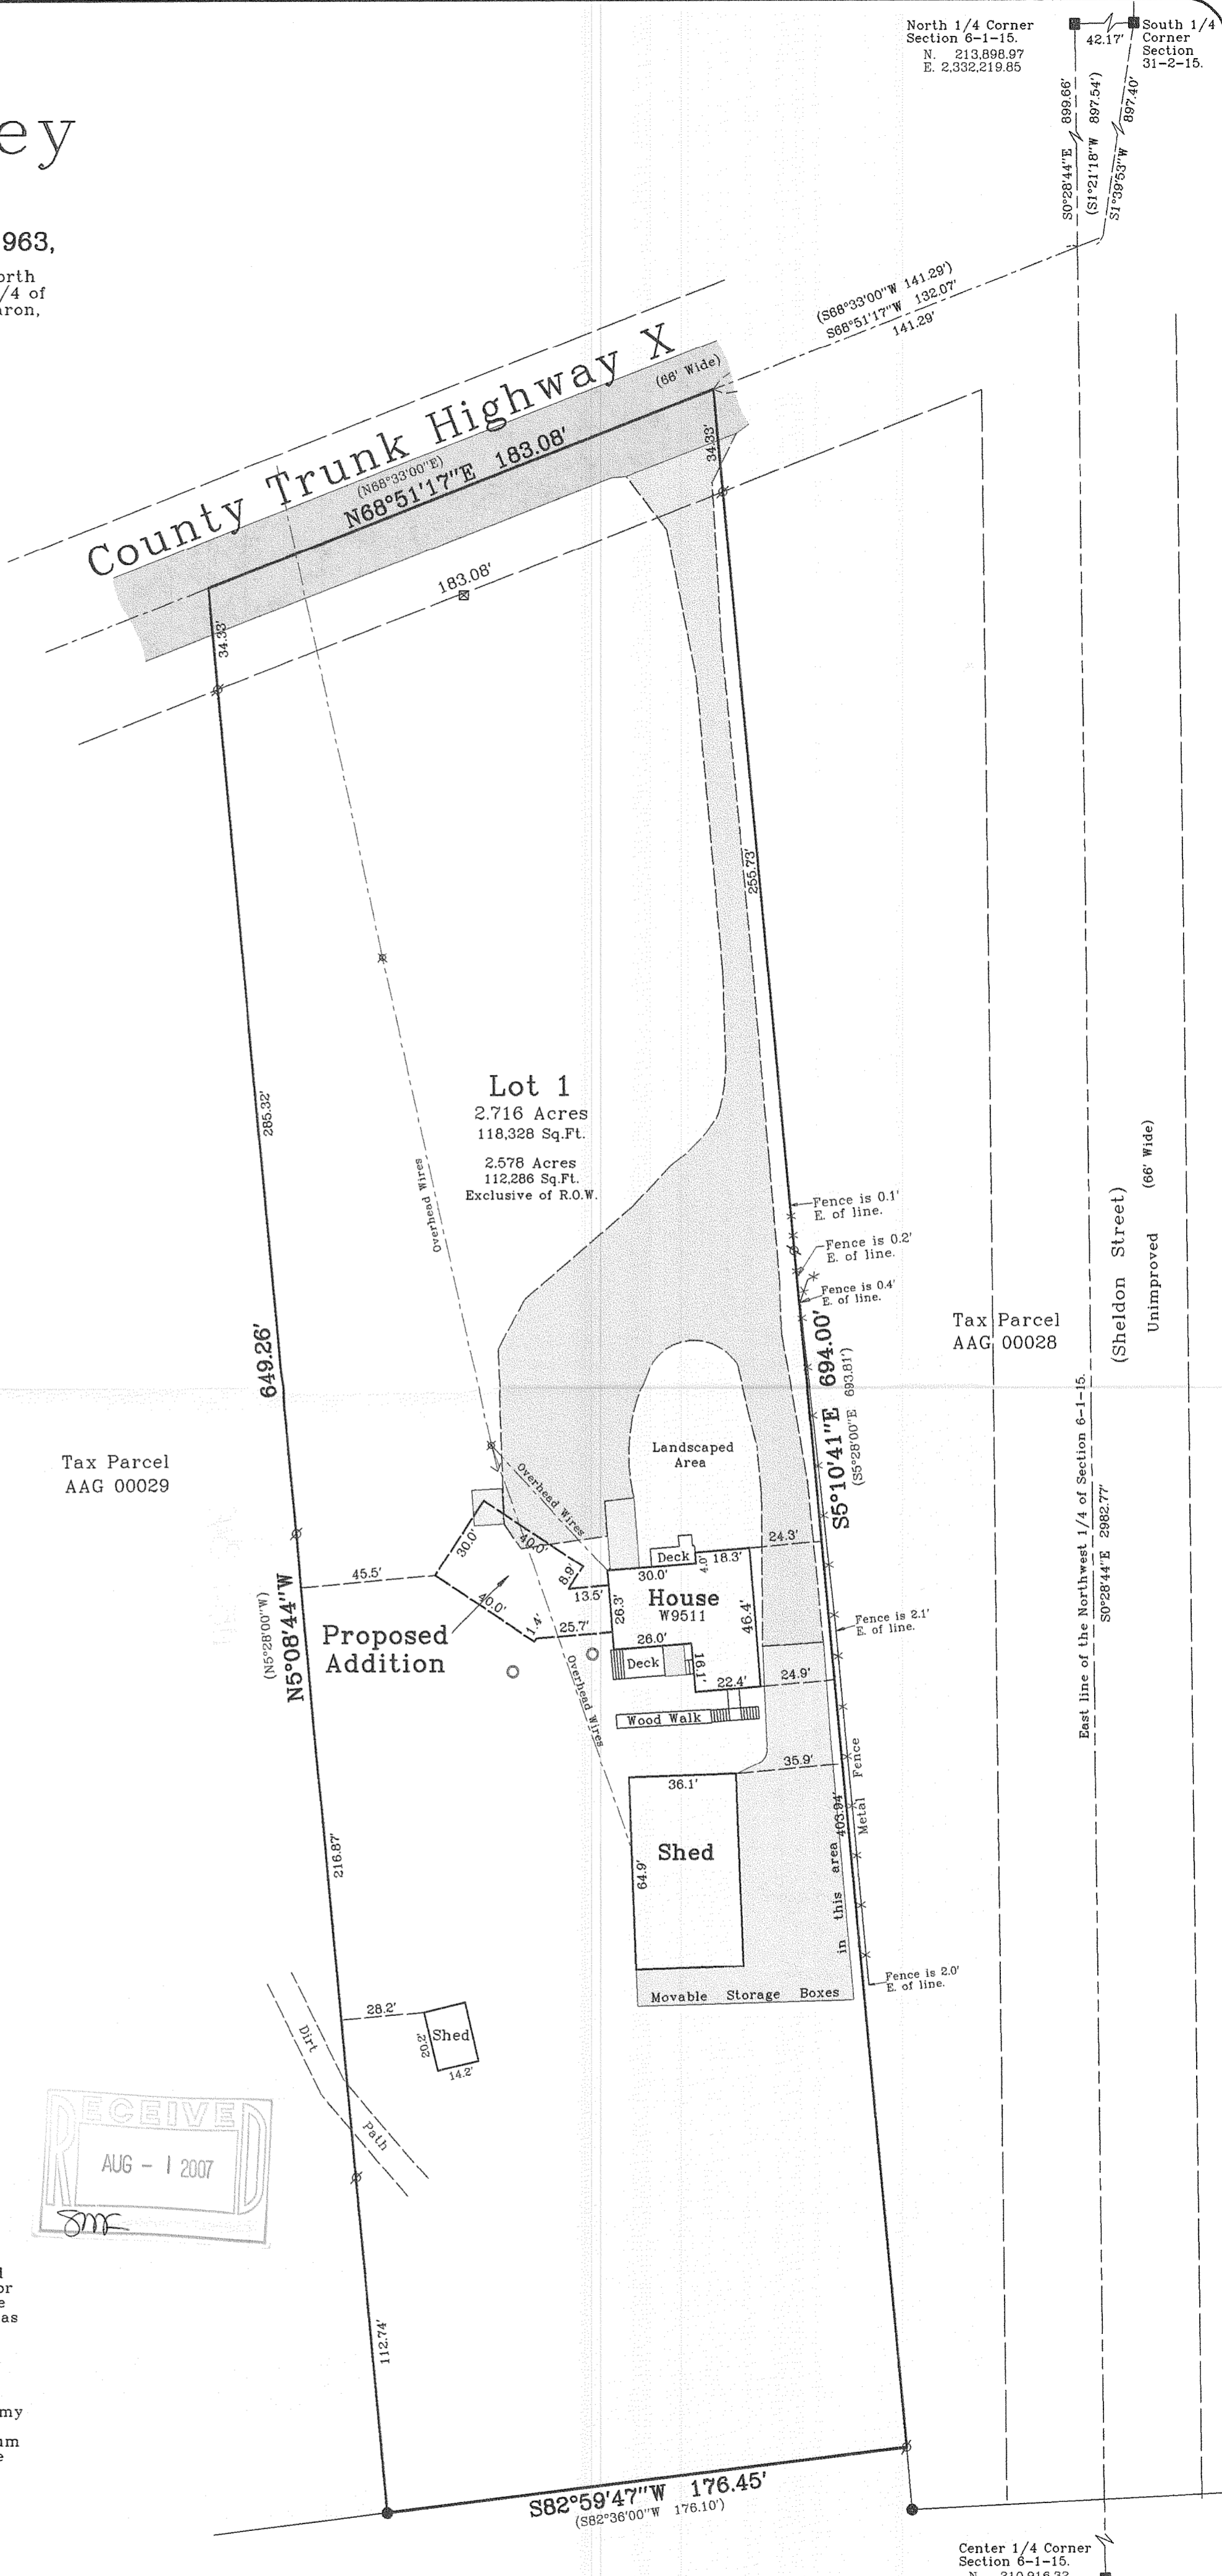 North 1/4 Corner
Section 6-1-15.
N. 213,898.97
E. 2,332,219.85
42.17'
South 1/4
Corner
Section
31-2-15.
S0°28'44"E 899.66'
(S1°21'18"W 897.54')
S1°39'53"W 897.40'
ey
963,
orth
/4 of
aron,
(S68°33'00"W 141.29')
S68°51'17"W 132.07'
141.29'
County Trunk Highway X
(66' Wide)
(N68°33'00"E)
N68°51'17"E 183.08'
34.33'
183.08'
34.33'
255.73'
Lot 1
2.716 Acres
118,328 Sq.Ft.
2.578 Acres
112,286 Sq.Ft.
Exclusive of R.O.W.
285.32'
Overhead Wires
Fence is 0.1'
E. of line.
Fence is 0.2'
E. of line.
Fence is 0.4'
E. of line.
Tax Parcel
AAG 00028
(Sheldon Street)
Unimproved (66' Wide)
649.26'
S5°10'41"E 694.00'
(S5°28'00"E 693.81')
East line of the Northwest 1/4 of Section 6-1-15.
S0°28'44"E 2982.77'
Tax Parcel
AAG 00029
Landscaped
Area
Overhead Wires
30.0'
40.0'
8.9'
13.5'
45.5'
40.0'
1.4'
25.7'
Proposed
Addition
N5°08'44"W
(N5°28'00"W)
Deck
4.0'
18.3'
24.3'
30.0'
House
W9511
26.3'
46.4'
26.0'
Deck
16.1'
22.4'
24.9'
Fence is 2.1'
E. of line.
Overhead Wires
Wood Walk
35.9'
36.1'
Shed
64.9'
Metal Fence
403.94'
in this area
216.87'
Movable Storage Boxes
Fence is 2.0'
E. of line.
28.2'
Shed
20.2'
14.2'
Dirt
Path
RECEIVED
AUG - 1 2007
SMF
or
e
as
my
um
e
112.74'
S82°59'47"W 176.45'
(S82°36'00"W 176.10')
Center 1/4 Corner
Section 6-1-15.